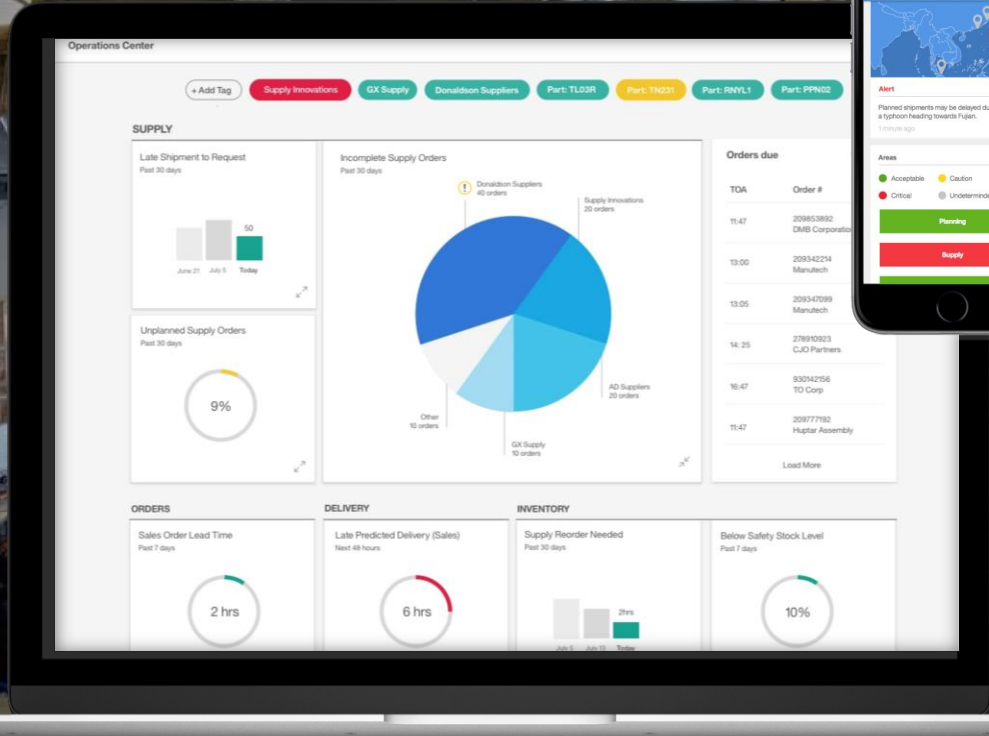 Operations Center
+ Add Tag
Supply Innovations
GX Supply
Donaldson Suppliers
Part: TL03R
Part: TN231
Part: RNYL1
Part: PPN02
SUPPLY
Late Shipment to Request
Past 30 days
50
June 21 July 5 Today
Unplanned Supply Orders
Past 30 days
9%
Incomplete Supply Orders
Past 30 days
Donaldson Suppliers
40 orders
Supply Innovations
20 orders
AD Suppliers
20 orders
GX Supply
10 orders
Other
10 orders
Orders due
TOA Order #
11:47 209853892
DMB Corporatio
13:00 209342214
Manutech
13:05 209347099
Manutech
14: 25 278910923
CJO Partners
16:47 930142156
TO Corp
11:47 209777192
Huptar Assembly
Load More
ORDERS
Sales Order Lead Time
Past 7 days
2 hrs
DELIVERY
Late Predicted Delivery (Sales)
Next 48 hours
6 hrs
INVENTORY
Supply Reorder Needed
Past 30 days
2hrs
July 5 July 13 Today
Below Safety Stock Level
Past 7 days
10%
Alert
Planned shipments may be delayed du
a typhoon heading towards Fujian.
1 minute ago
Areas
Acceptable Caution
Critical Undetermined
Planning
Supply